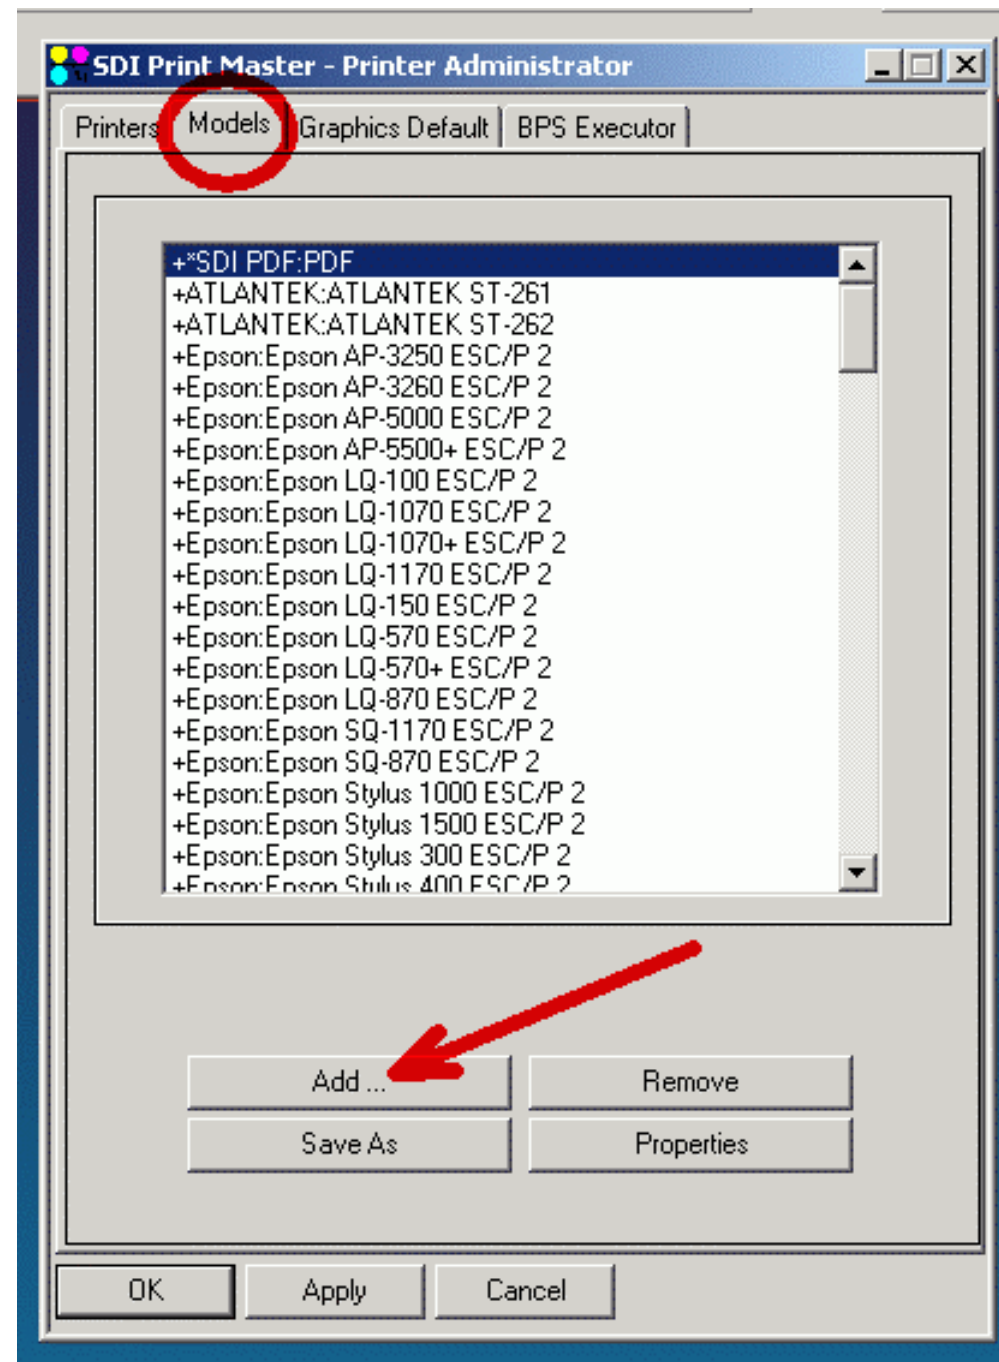 SDI Print Master - Printer Administrator
Printers Models Graphics Default BPS Executor
+*SDI PDF:PDF
+ATLANTEK:ATLANTEK ST-261
+ATLANTEK:ATLANTEK ST-262
+Epson:Epson AP-3250 ESC/P 2
+Epson:Epson AP-3260 ESC/P 2
+Epson:Epson AP-5000 ESC/P 2
+Epson:Epson AP-5500+ ESC/P 2
+Epson:Epson LQ-100 ESC/P 2
+Epson:Epson LQ-1070 ESC/P 2
+Epson:Epson LQ-1070+ ESC/P 2
+Epson:Epson LQ-1170 ESC/P 2
+Epson:Epson LQ-150 ESC/P 2
+Epson:Epson LQ-570 ESC/P 2
+Epson:Epson LQ-570+ ESC/P 2
+Epson:Epson LQ-870 ESC/P 2
+Epson:Epson SQ-1170 ESC/P 2
+Epson:Epson SQ-870 ESC/P 2
+Epson:Epson Stylus 1000 ESC/P 2
+Epson:Epson Stylus 1500 ESC/P 2
+Epson:Epson Stylus 300 ESC/P 2
+Epson:Epson Stylus 400 ESC/P 2
Add ... Remove
Save As Properties
OK Apply Cancel